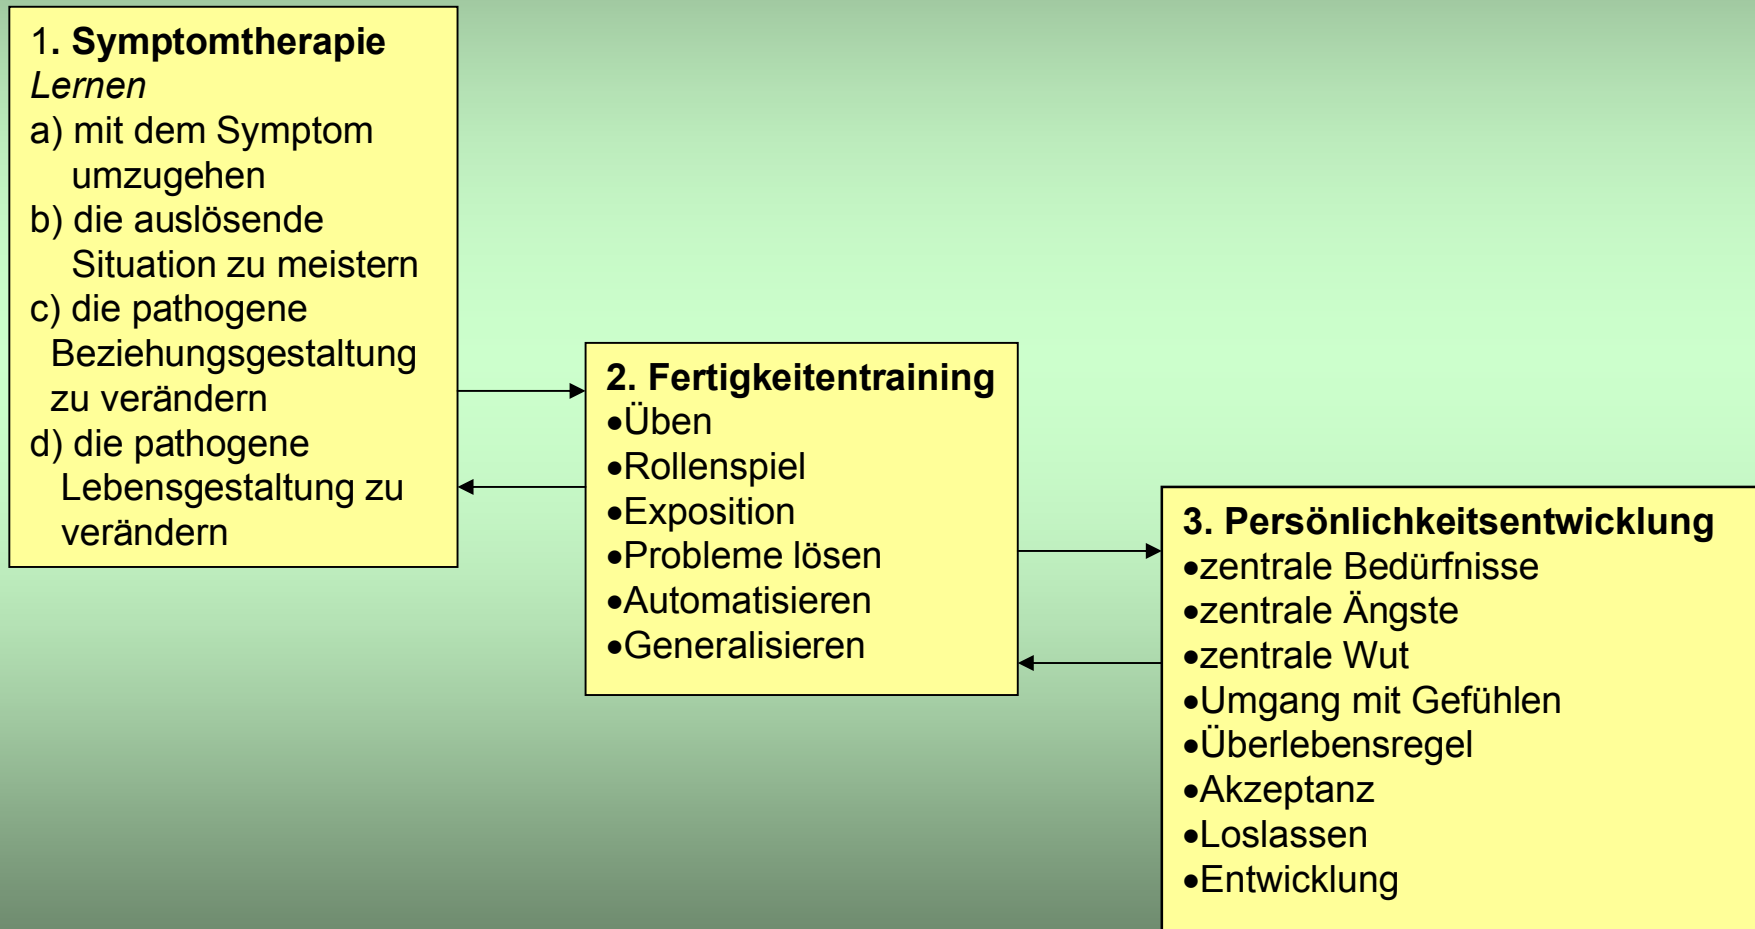 1. Symptomtherapie
Lernen
a) mit dem Symptom
umzugehen
b) die auslösende
Situation zu meistern
c) die pathogene
Beziehungsgestaltung
zu verändern
d) die pathogene
Lebensgestaltung zu
verändern
2. Fertigkeitentraining
•Üben
•Rollenspiel
•Exposition
•Probleme lösen
•Automatisieren
•Generalisieren
3. Persönlichkeitsentwicklung
•zentrale Bedürfnisse
•zentrale Ängste
•zentrale Wut
•Umgang mit Gefühlen
•Überlebensregel
•Akzeptanz
•Loslassen
•Entwicklung